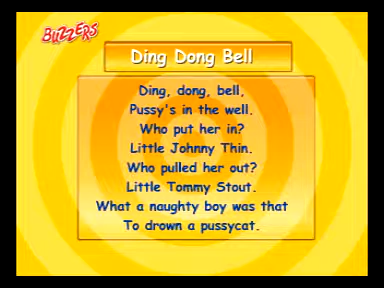 BUZZERS
Ding Dong Bell
Ding, dong, bell,
Pussy's in the well.
Who put her in?
Little Johnny Thin.
Who pulled her out?
Little Tommy Stout.
What a naughty boy was that
To drown a pussycat.